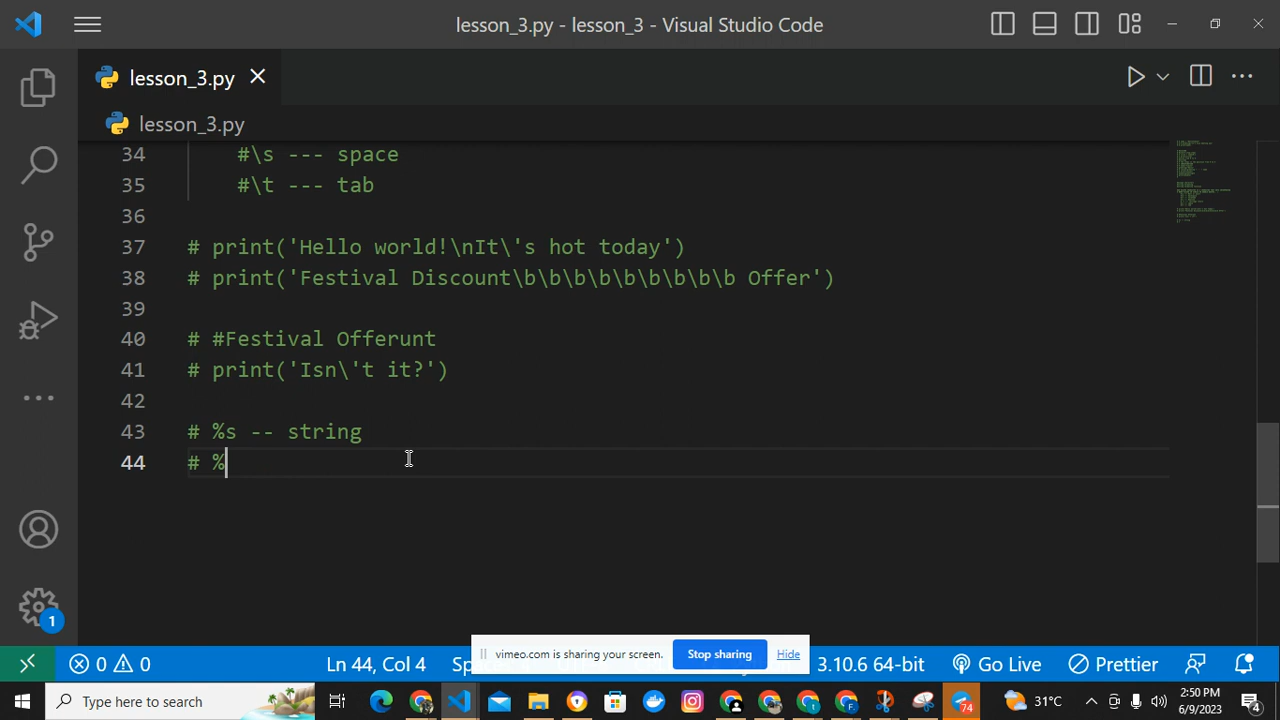 lesson_3.py - lesson_3 - Visual Studio Code
lesson_3.py
lesson_3.py
34 #\s --- space
35 #\t --- tab
36
37 # print('Hello world!\nIt\'s hot today')
38 # print('Festival Discount\b\b\b\b\b\b\b\b\b Offer')
39
40 # #Festival Offerunt
41 # print('Isn\'t it?')
42
43 # %s -- string
44 # %
1
vimeo.com is sharing your screen. Stop sharing Hide
0 0 Ln 44, Col 4 3.10.6 64-bit Go Live Prettier
Type here to search 74 31°C 2:50 PM
6/9/2023 4